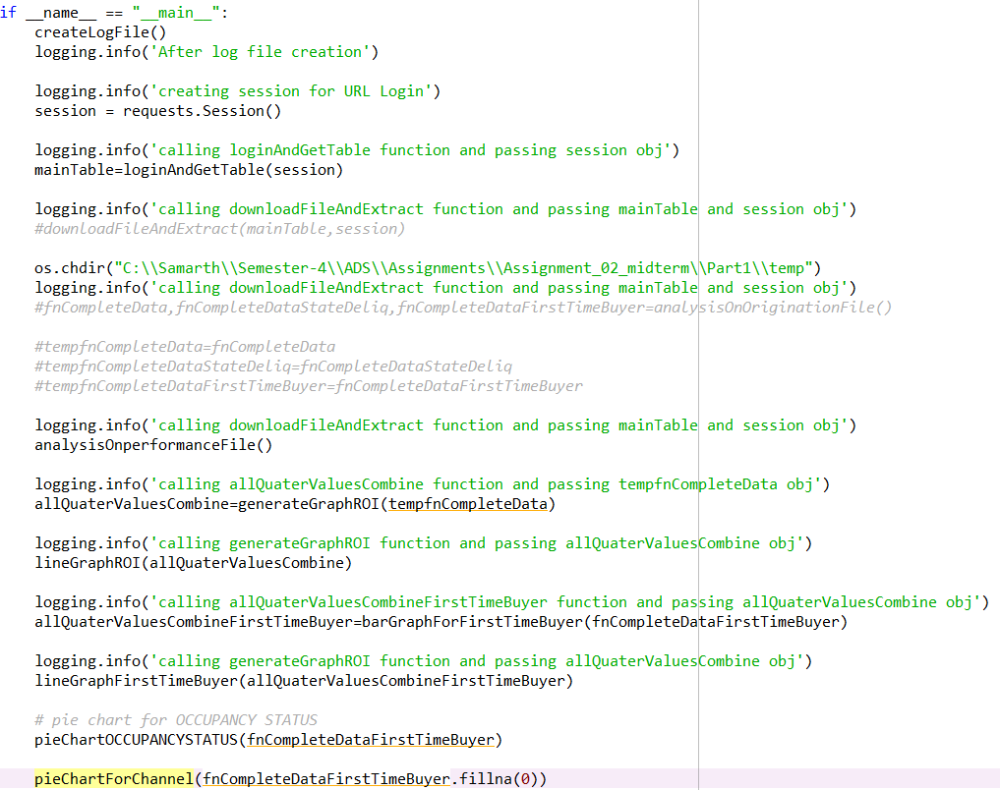 if __name__ == "__main__":
createLogFile()
logging.info('After log file creation')
logging.info('creating session for URL Login')
session = requests.Session()
logging.info('calling loginAndGetTable function and passing session obj')
mainTable=loginAndGetTable(session)
logging.info('calling downloadFileAndExtract function and passing mainTable and session obj')
#downloadFileAndExtract(mainTable,session)
os.chdir("C:\\Samarth\\Semester-4\\ADS\\Assignments\\Assignment_02_midterm\\Part1\\temp")
logging.info('calling downloadFileAndExtract function and passing mainTable and session obj')
#fnCompleteData,fnCompleteDataStateDeliq,fnCompleteDataFirstTimeBuyer=analysisOnOriginationFile()
#tempfnCompleteData=fnCompleteData
#tempfnCompleteDataStateDeliq=fnCompleteDataStateDeliq
#tempfnCompleteDataFirstTimeBuyer=fnCompleteDataFirstTimeBuyer
logging.info('calling downloadFileAndExtract function and passing mainTable and session obj')
analysisOnperformanceFile()
logging.info('calling allQuaterValuesCombine function and passing tempfnCompleteData obj')
allQuaterValuesCombine=generateGraphROI(tempfnCompleteData)
logging.info('calling generateGraphROI function and passing allQuaterValuesCombine obj')
lineGraphROI(allQuaterValuesCombine)
logging.info('calling allQuaterValuesCombineFirstTimeBuyer function and passing allQuaterValuesCombine obj')
allQuaterValuesCombineFirstTimeBuyer=barGraphForFirstTimeBuyer(fnCompleteDataFirstTimeBuyer)
logging.info('calling generateGraphROI function and passing allQuaterValuesCombine obj')
lineGraphFirstTimeBuyer(allQuaterValuesCombineFirstTimeBuyer)
# pie chart for OCCUPANCY STATUS
pieChartOCCUPANCYSTATUS(fnCompleteDataFirstTimeBuyer)
pieChartForChannel(fnCompleteDataFirstTimeBuyer.fillna(0))